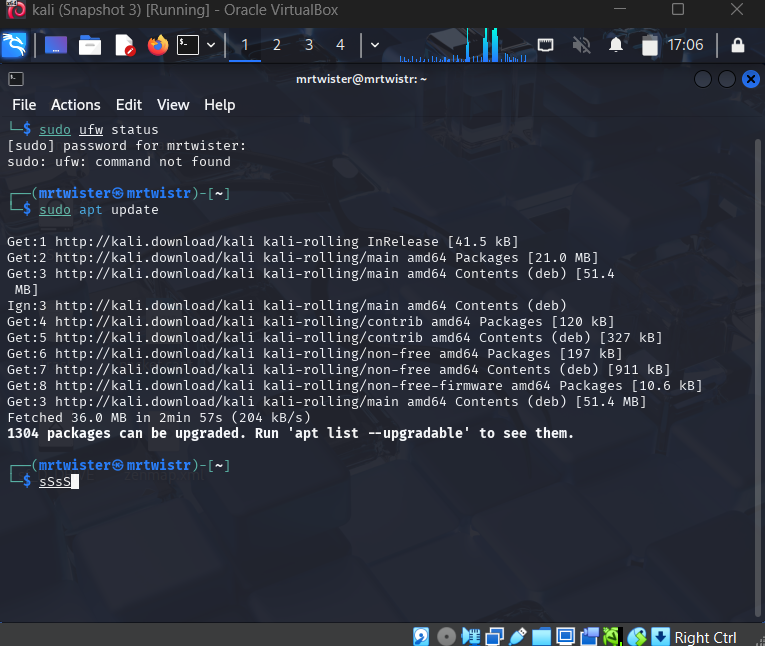 kali (Snapshot 3) [Running] - Oracle VirtualBox
1 2 3 4 17:06
mrtwister@mrtwistr: ~
File Actions Edit View Help
└─$ sudo ufw status
[sudo] password for mrtwister:
sudo: ufw: command not found
┌──(mrtwister㉿mrtwistr)-[~]
└─$ sudo apt update
Get:1 http://kali.download/kali kali-rolling InRelease [41.5 kB]
Get:2 http://kali.download/kali kali-rolling/main amd64 Packages [21.0 MB]
Get:3 http://kali.download/kali kali-rolling/main amd64 Contents (deb) [51.4
MB]
Ign:3 http://kali.download/kali kali-rolling/main amd64 Contents (deb)
Get:4 http://kali.download/kali kali-rolling/contrib amd64 Packages [120 kB]
Get:5 http://kali.download/kali kali-rolling/contrib amd64 Contents (deb) [327 kB]
Get:6 http://kali.download/kali kali-rolling/non-free amd64 Packages [197 kB]
Get:7 http://kali.download/kali kali-rolling/non-free amd64 Contents (deb) [911 kB]
Get:8 http://kali.download/kali kali-rolling/non-free-firmware amd64 Packages [10.6 kB]
Get:3 http://kali.download/kali kali-rolling/main amd64 Contents (deb) [51.4 MB]
Fetched 36.0 MB in 2min 57s (204 kB/s)
1304 packages can be upgraded. Run 'apt list --upgradable' to see them.
┌──(mrtwister㉿mrtwistr)-[~]
└─$ sSsS
Right Ctrl